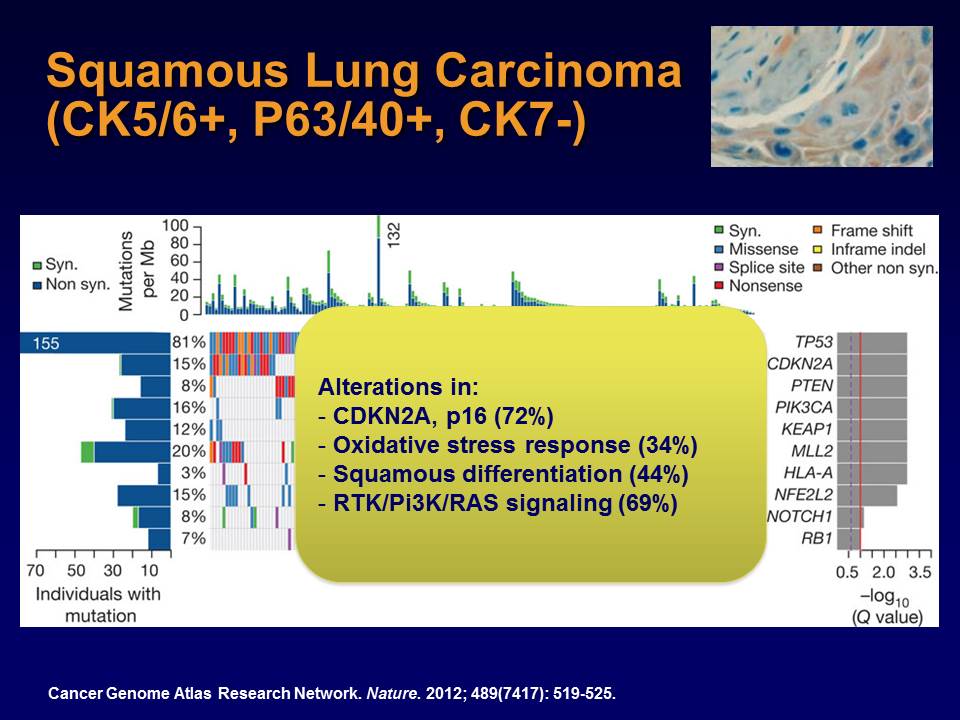 Squamous Lung Carcinoma
(CK5/6+, P63/40+, CK7-)
Syn.
Non syn.
Mutations
per Mb
100
80
60
40
20
0
132
Syn.
Missense
Splice site
Nonsense
Frame shift
Inframe indel
Other non syn.
155
81%
15%
8%
16%
12%
20%
3%
15%
8%
7%
Alterations in:
- CDKN2A, p16 (72%)
- Oxidative stress response (34%)
- Squamous differentiation (44%)
- RTK/Pi3K/RAS signaling (69%)
TP53
CDKN2A
PTEN
PIK3CA
KEAP1
MLL2
HLA-A
NFE2L2
NOTCH1
RB1
70 50 30 10
Individuals with
mutation
0.5 2.0 3.5
–log10
(Q value)
Cancer Genome Atlas Research Network. Nature. 2012; 489(7417): 519-525.